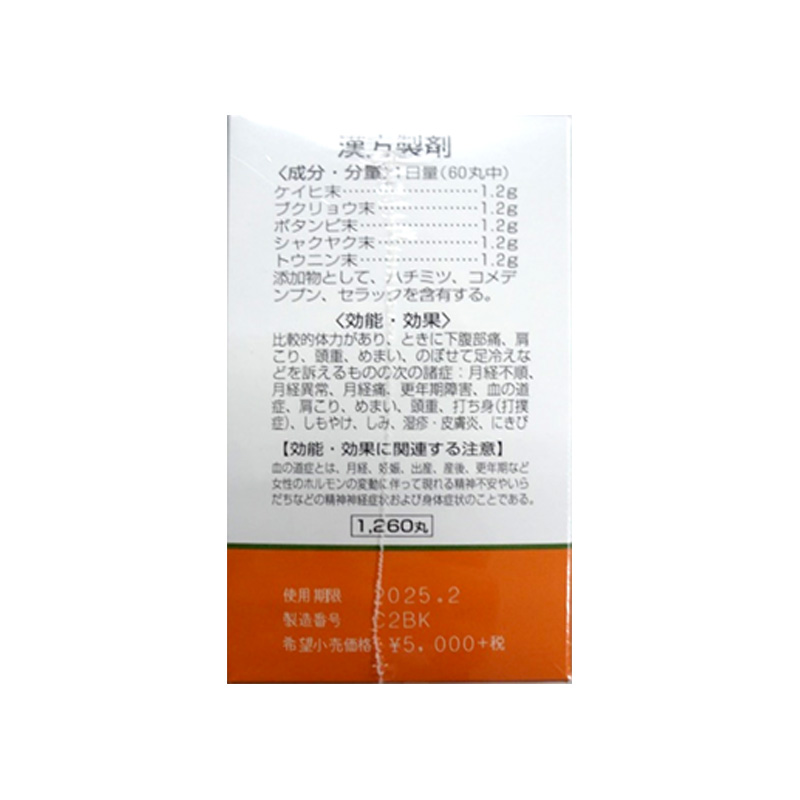 漢方製剤
〈成分・分量〉1日量(60丸中)
ケイヒ末……………………1.2g
ブクリョウ末………………1.2g
ボタンピ末…………………1.2g
シャクヤク末………………1.2g
トウニン末…………………1.2g
添加物として、ハチミツ、コメデ
ンプン、セラックを含有する。
〈効能・効果〉
比較的体力があり、ときに下腹部痛、肩
こり、頭重、めまい、のぼせて足冷えな
どを訴えるものの次の諸症：月経不順、
月経異常、月経痛、更年期障害、血の道
症、肩こり、めまい、頭重、打ち身(打撲
症)、しもやけ、しみ、湿疹・皮膚炎、にきび
【効能・効果に関連する注意】
血の道症とは、月経、妊娠、出産、産後、更年期など
女性のホルモンの変動に伴って現れる精神不安やいら
だちなどの精神神経症状および身体症状のことである。
1,260丸
使用期限 2025.2
製造番号 C2BK
希望小売価格 ¥5,000+税